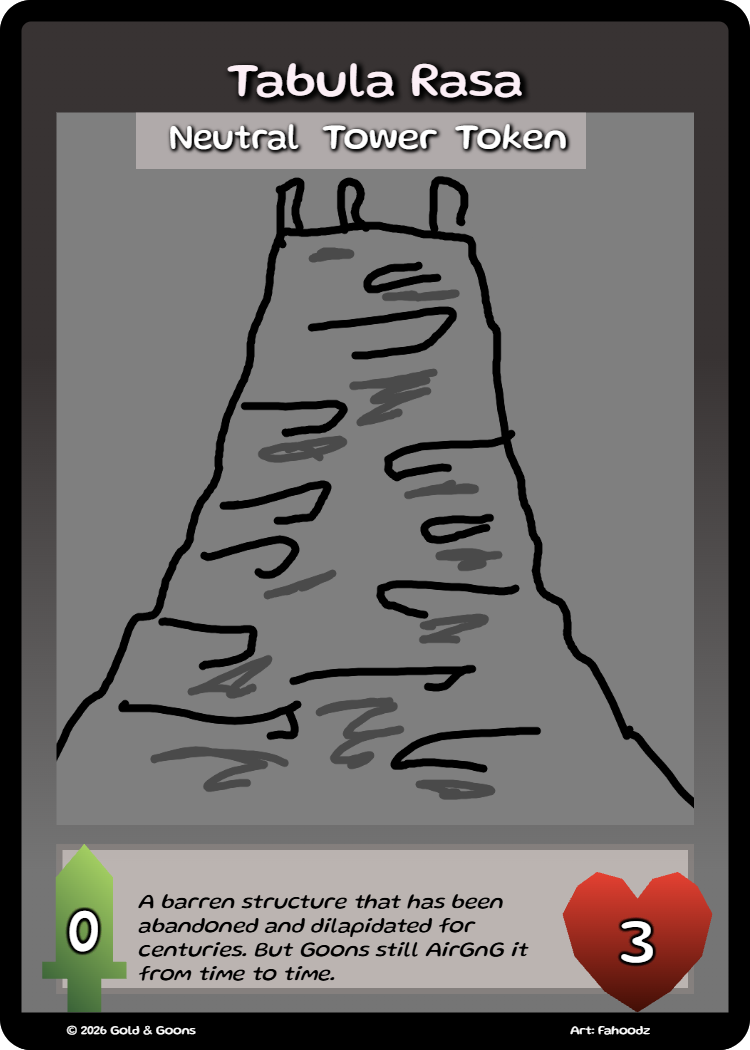 Tabula Rasa
Neutral Tower Token
A barren structure that has been
abandoned and dilapidated for
centuries. But Goons still AirGnG it
from time to time.
0
3
© 2026 Gold & Goons
Art: Fahoodz